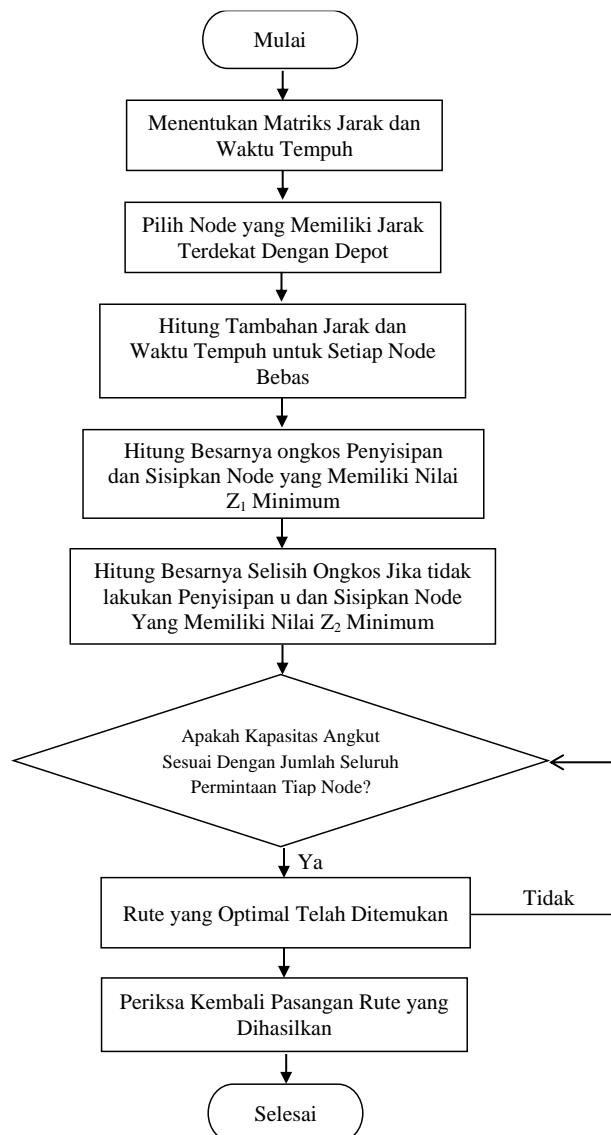 Mulai
Menentukan Matriks Jarak dan
Waktu Tempuh
Pilih Node yang Memiliki Jarak
Terdekat Dengan Depot
Hitung Tambahan Jarak dan
Waktu Tempuh untuk Setiap Node
Bebas
Hitung Besarnya ongkos Penyisipan
dan Sisipkan Node yang Memiliki Nilai
Z₁ Minimum
Hitung Besarnya Selisih Ongkos Jika tidak
lakukan Penyisipan u dan Sisipkan Node
Yang Memiliki Nilai Z₂ Minimum
Apakah Kapasitas Angkut
Sesuai Dengan Jumlah Seluruh
Permintaan Tiap Node?
Ya
Rute yang Optimal Telah Ditemukan
Tidak
Periksa Kembali Pasangan Rute yang
Dihasilkan
Selesai